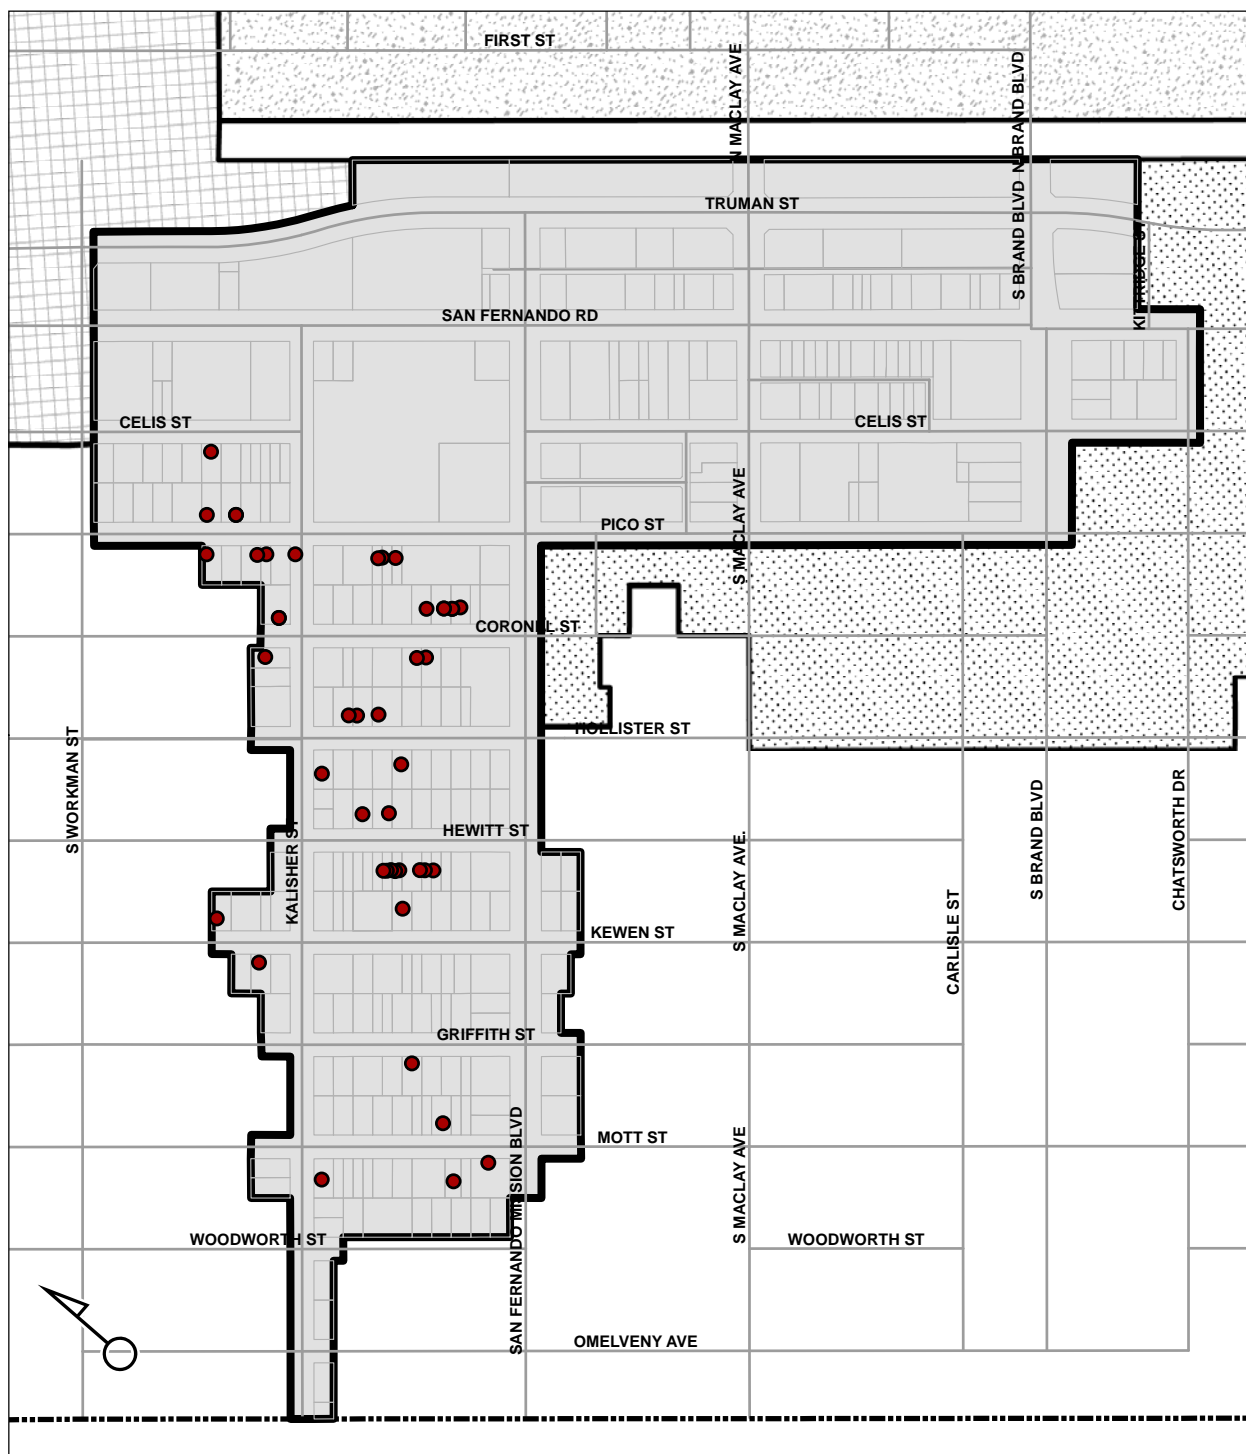 FIRST ST
N MACLAY AVE
N BRAND BLVD
S BRAND BLVD
TRUMAN ST
KITTRIDGE ST
SAN FERNANDO RD
CELIS ST
CELIS ST
S MACLAY AVE
PICO ST
CORONEL ST
HOLLISTER ST
S WORKMAN ST
KALISHER ST
HEWITT ST
S MACLAY AVE.
S BRAND BLVD
CHATSWORTH DR
CARLISLE ST
KEWEN ST
GRIFFITH ST
MOTT ST
SAN FERNANDO MISSION BLVD
S MACLAY AVE
WOODWORTH ST
WOODWORTH ST
OMELVENY AVE